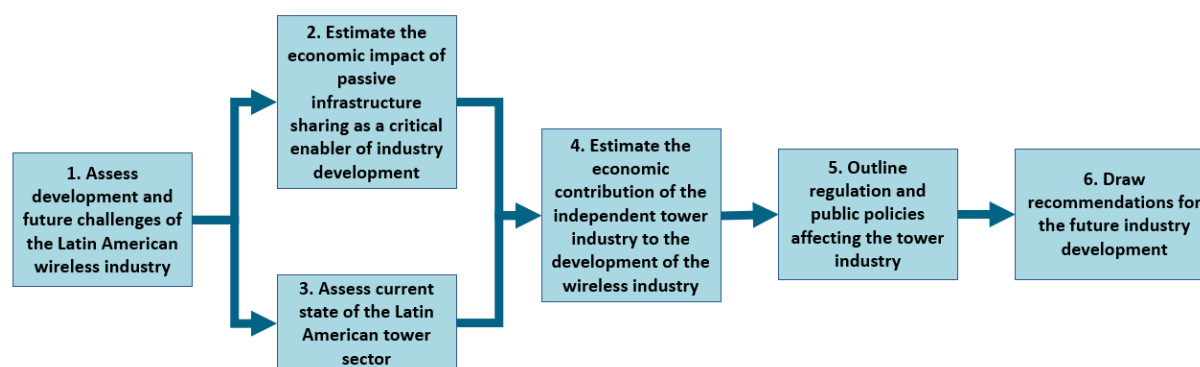 1. Assess
development and
future challenges of
the Latin American
wireless industry
2. Estimate the
economic impact of
passive
infrastructure
sharing as a critical
enabler of industry
development
3. Assess current
state of the Latin
American tower
sector
4. Estimate the
economic
contribution of the
independent tower
industry to the
development of the
wireless industry
5. Outline
regulation and
public policies
affecting the tower
industry
6. Draw
recommendations for
the future industry
development